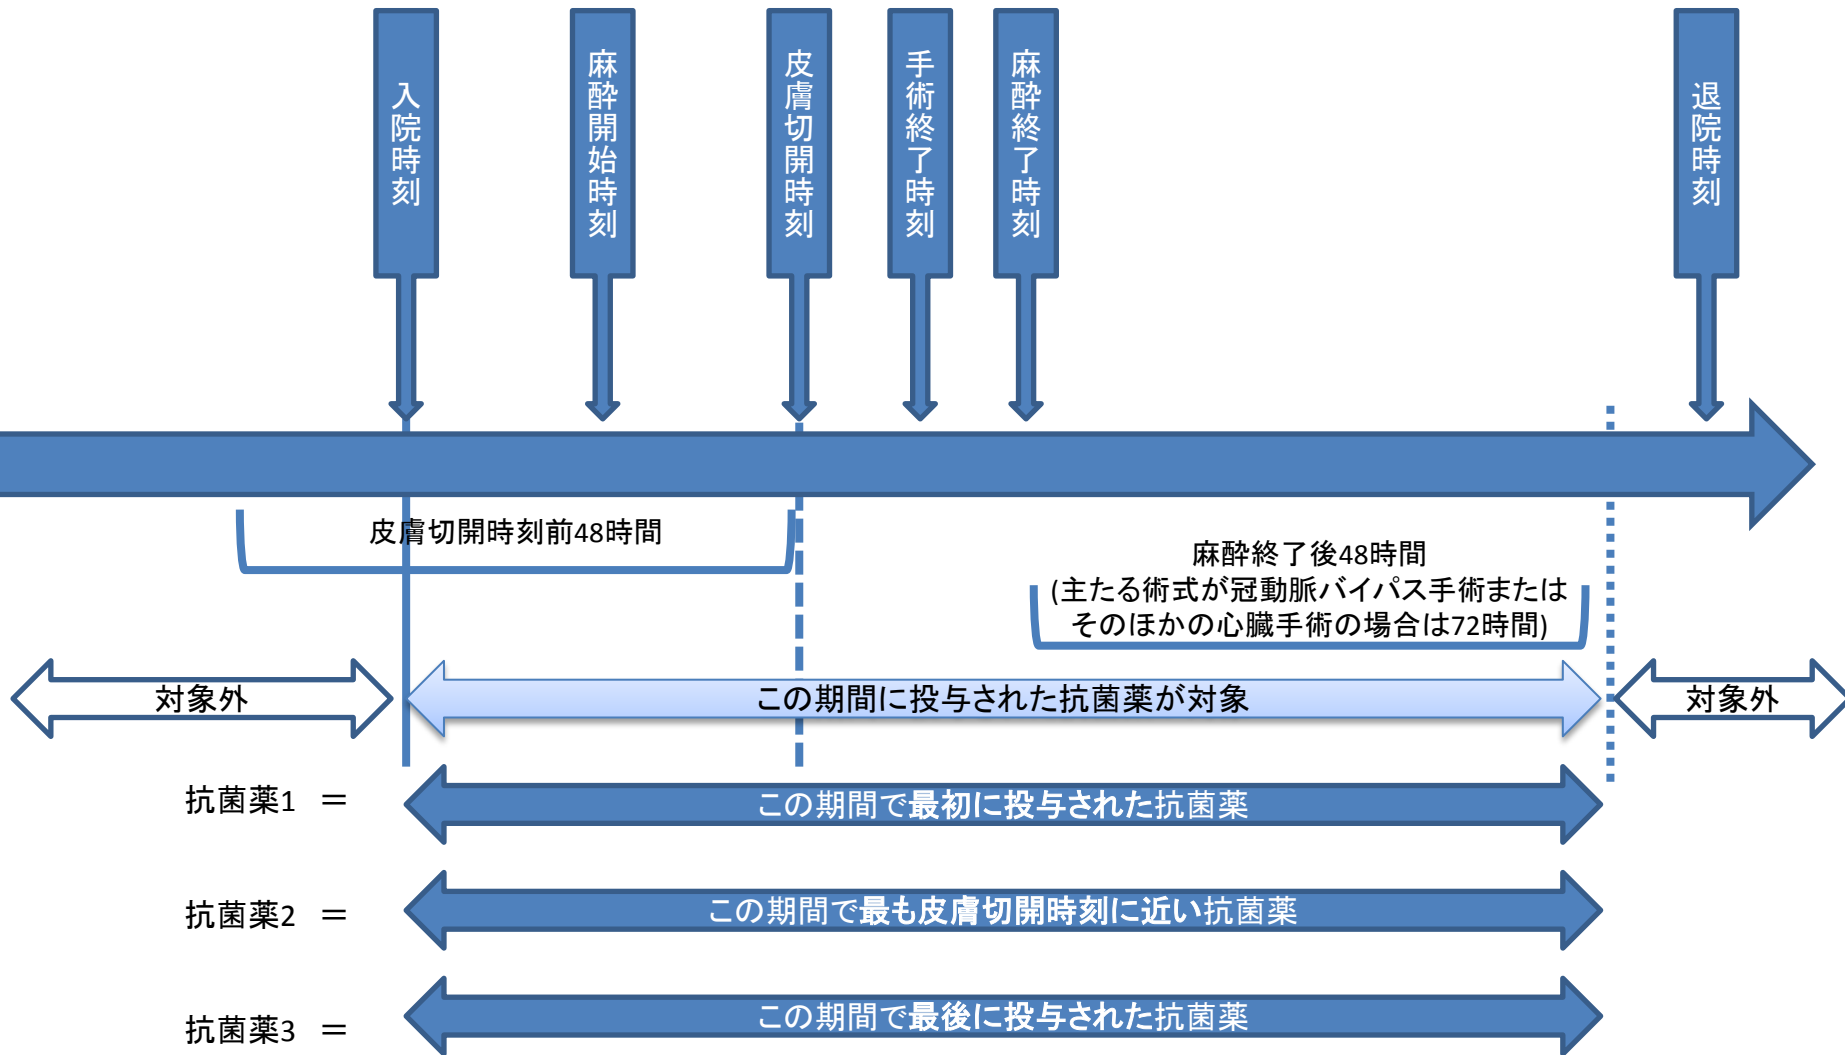 入院時刻
麻酔開始時刻
皮膚切開時刻
手術終了時刻
麻酔終了時刻
退院時刻
皮膚切開時刻前48時間
麻酔終了後48時間
(主たる術式が冠動脈バイパス手術または
そのほかの心臓手術の場合は72時間)
対象外
この期間に投与された抗菌薬が対象
対象外
抗菌薬1 ＝
この期間で最初に投与された抗菌薬
抗菌薬2 ＝
この期間で最も皮膚切開時刻に近い抗菌薬
抗菌薬3 ＝
この期間で最後に投与された抗菌薬